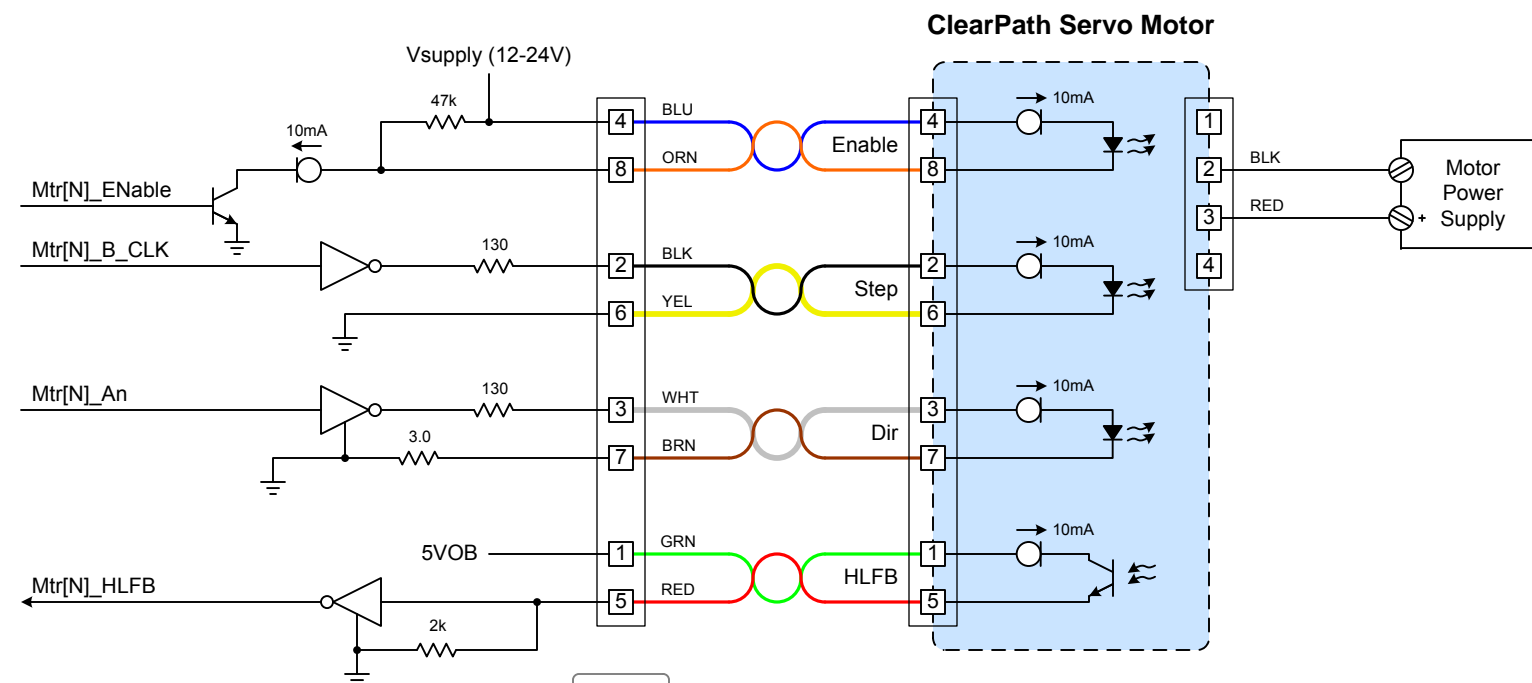 ClearPath Servo Motor
Vsupply (12-24V)
47k
10mA
Mtr[N]_ENable
4 BLU 4
8 ORN 8
Enable
10mA
Mtr[N]_B_CLK
130
2 BLK 2
6 YEL 6
Step
10mA
Mtr[N]_An
130
3.0
3 WHT 3
7 BRN 7
Dir
10mA
5VOB
1 GRN 1
5 RED 5
HLFB
10mA
Mtr[N]_HLFB
2k
1
2 BLK
3 RED +
4
Motor
Power
Supply